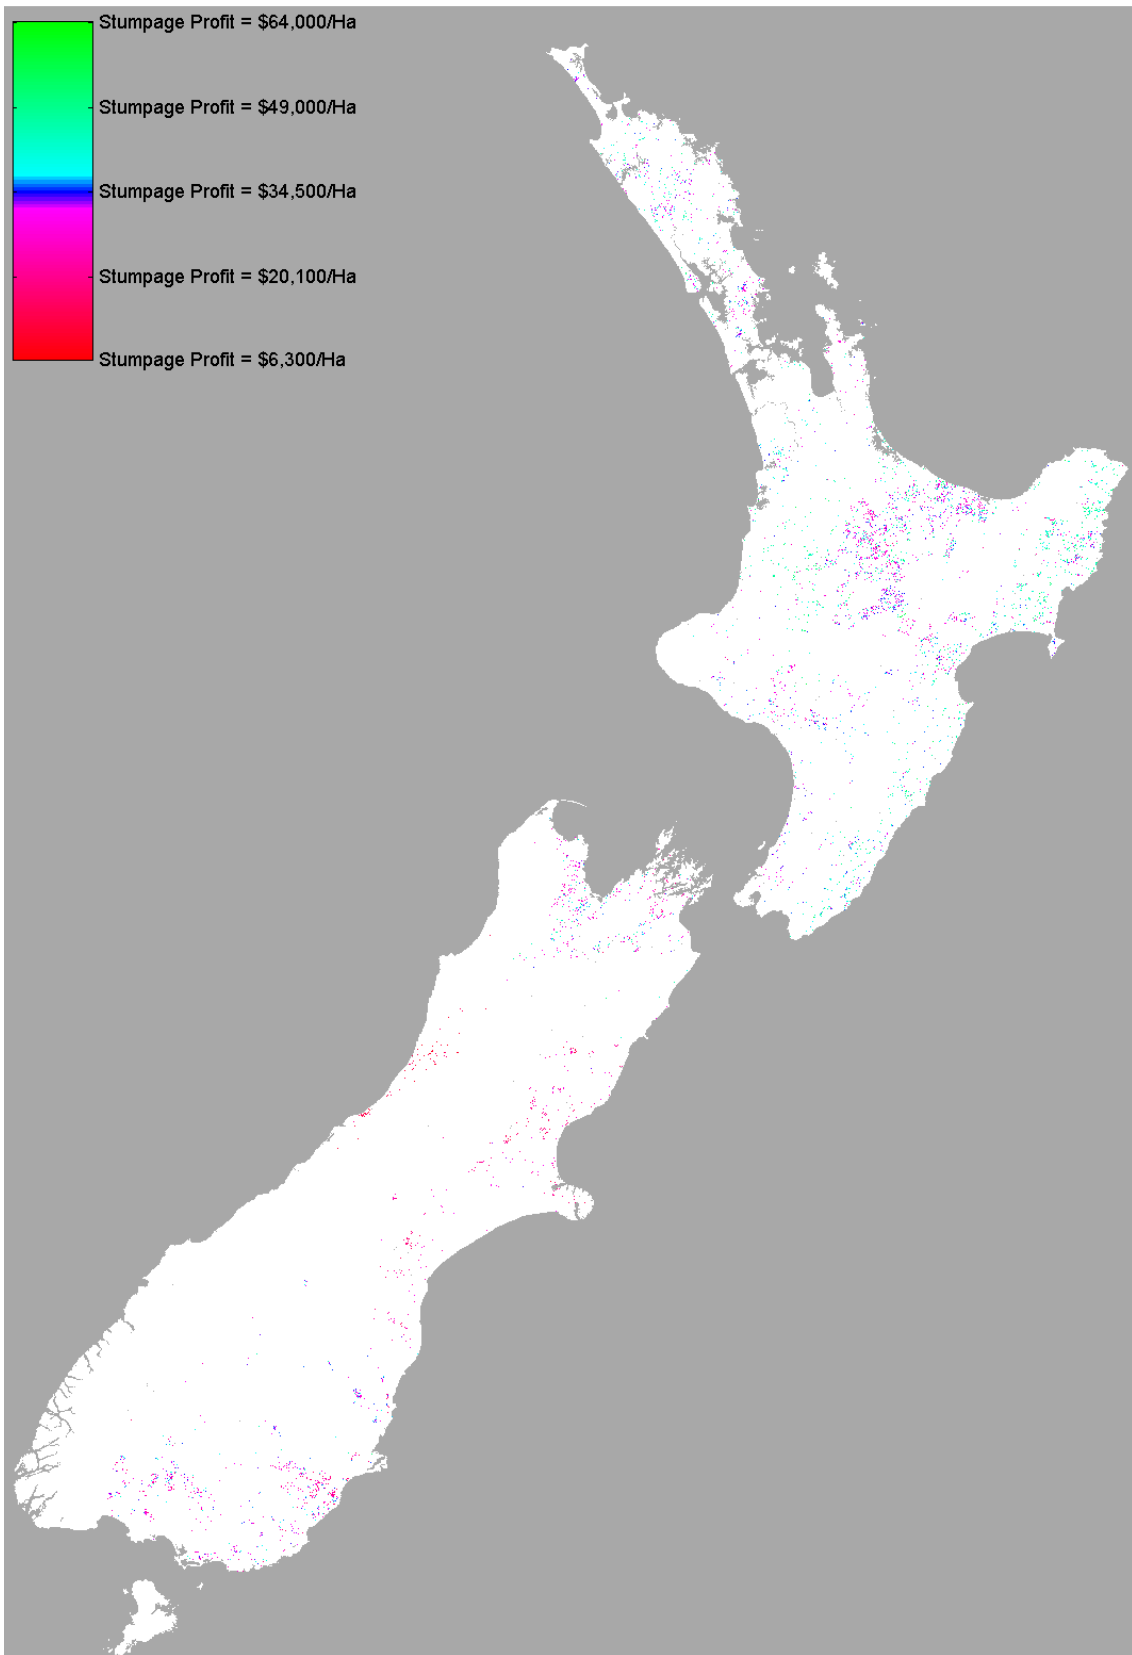 Stumpage Profit = $64,000/Ha
Stumpage Profit = $49,000/Ha
Stumpage Profit = $34,500/Ha
Stumpage Profit = $20,100/Ha
Stumpage Profit = $6,300/Ha